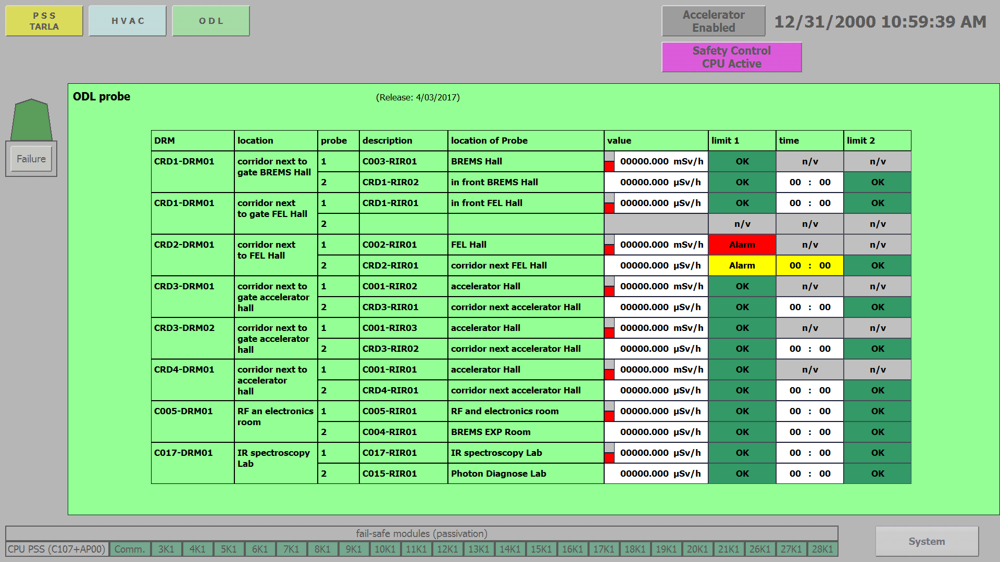 P S S
TARLA
H V A C
O D L
Accelerator
Enabled
12/31/2000 10:59:39 AM
Safety Control
CPU Active
ODL probe
(Release: 4/03/2017)
Failure
DRM location probe description location of Probe value limit 1 time limit 2
CRD1-DRM01 corridor next to gate BREMS Hall 1 C003-RIR01 BREMS Hall 00000.000 mSv/h OK n/v n/v
2 CRD1-RIR02 in front BREMS Hall 00000.000 µSv/h OK 00 : 00 OK
CRD1-DRM01 corridor next to gate FEL Hall 1 CRD1-RIR01 in front FEL Hall 00000.000 µSv/h OK 00 : 00 OK
2 n/v n/v n/v
CRD2-DRM01 corridor next to FEL Hall 1 C002-RIR01 FEL Hall 00000.000 mSv/h Alarm n/v n/v
2 CRD2-RIR01 corridor next FEL Hall 00000.000 µSv/h Alarm 00 : 00 OK
CRD3-DRM01 corridor next to gate accelerator hall 1 C001-RIR02 accelerator Hall 00000.000 mSv/h OK n/v n/v
2 CRD3-RIR01 corridor next accelerator Hall 00000.000 µSv/h OK 00 : 00 OK
CRD3-DRM02 corridor next to gate accelerator hall 1 C001-RIR03 accelerator Hall 00000.000 mSv/h OK n/v n/v
2 CRD3-RIR02 corridor next accelerator Hall 00000.000 µSv/h OK 00 : 00 OK
CRD4-DRM01 corridor next to accelerator hall 1 C001-RIR01 accelerator Hall 00000.000 mSv/h OK n/v n/v
2 CRD4-RIR01 corridor next accelerator Hall 00000.000 µSv/h OK 00 : 00 OK
C005-DRM01 RF an electronics room 1 C005-RIR01 RF and electronics room 00000.000 µSv/h OK 00 : 00 OK
2 C004-RIR01 BREMS EXP Room 00000.000 µSv/h OK 00 : 00 OK
C017-DRM01 IR spectroscopy Lab 1 C017-RIR01 IR spectroscopy Lab 00000.000 µSv/h OK 00 : 00 OK
2 C015-RIR01 Photon Diagnose Lab 00000.000 µSv/h OK 00 : 00 OK
fail-safe modules (passivation)
CPU PSS (C107+AP00) Comm. 3K1 4K1 5K1 6K1 7K1 8K1 9K1 10K1 11K1 12K1 13K1 14K1 15K1 16K1 17K1 18K1 19K1 20K1 21K1 26K1 27K1 28K1
System